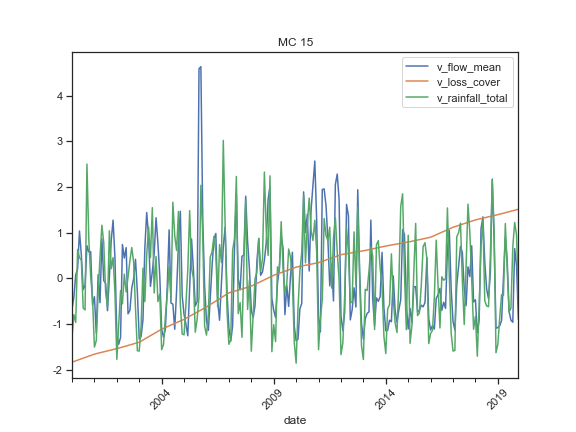 MC 15
v_flow_mean
v_loss_cover
v_rainfall_total
4
3
2
1
0
-1
-2
2004
2009
2014
2019
date